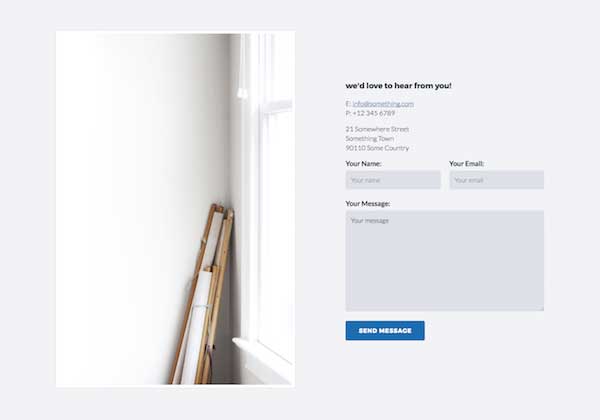 we'd love to hear from you!
E: info@something.com
P: +12 345 6789
21 Somewhere Street
Something Town
90110 Some Country
Your Name:
Your Email:
Your name
Your email
Your Message:
Your message
SEND MESSAGE